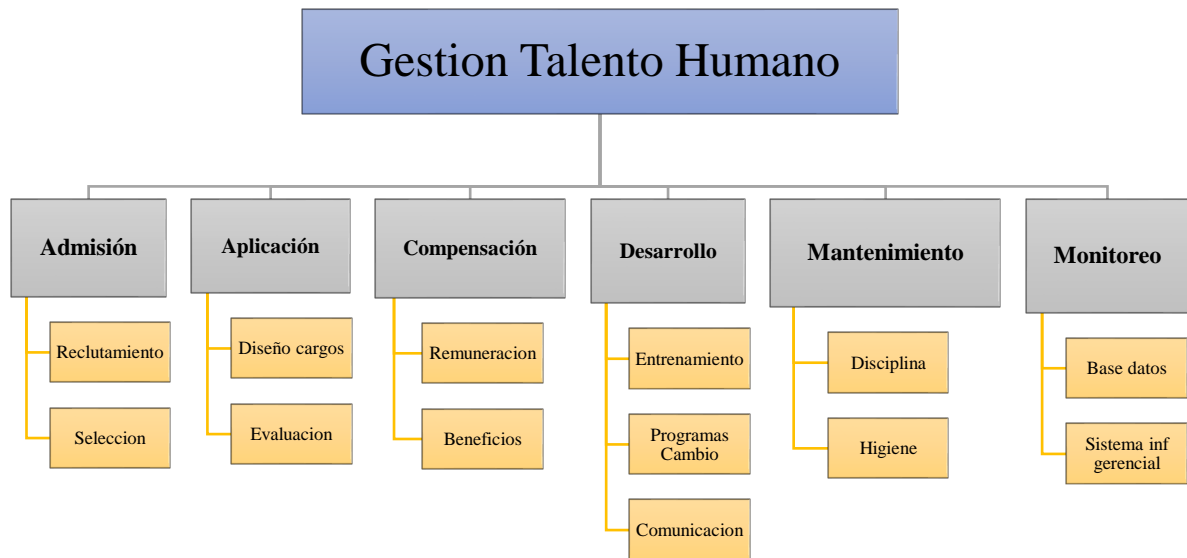 Gestion Talento Humano
Admisión
Aplicación
Compensación
Desarrollo
Mantenimiento
Monitoreo
Reclutamiento
Seleccion
Diseño cargos
Evaluacion
Remuneracion
Beneficios
Entrenamiento
Programas
Cambio
Comunicacion
Disciplina
Higiene
Base datos
Sistema inf
gerencial